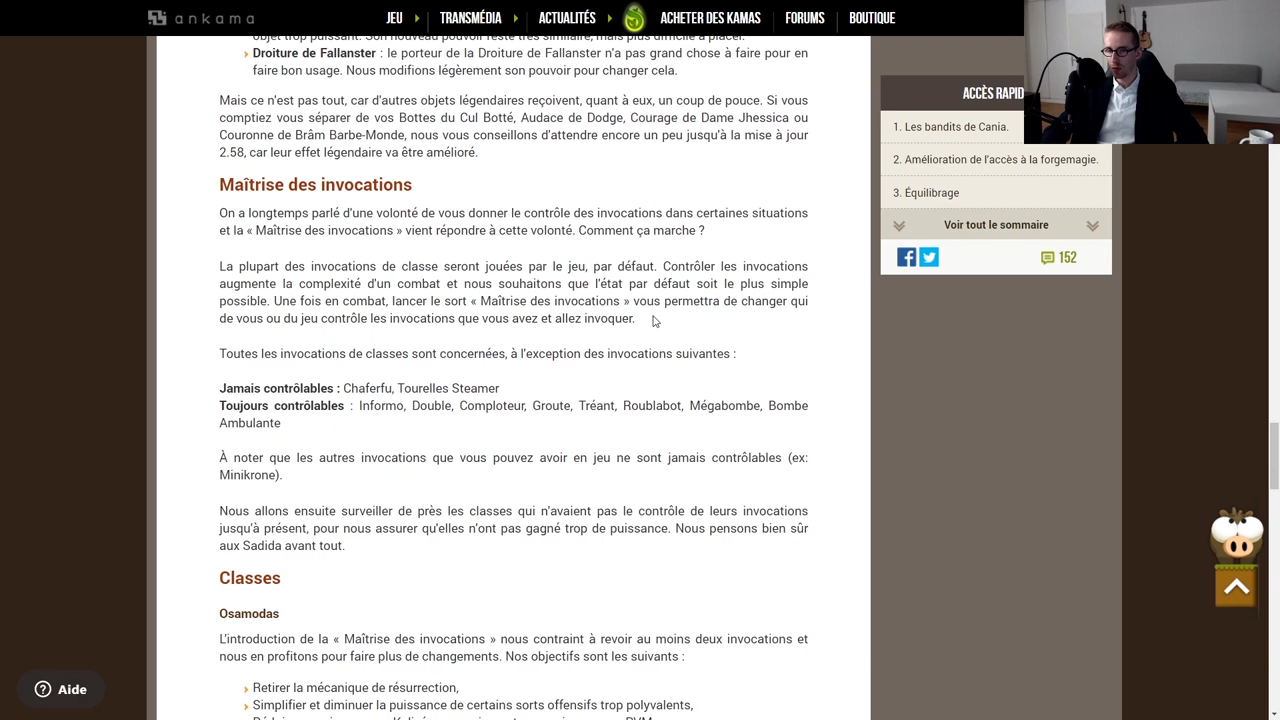 ankama
JEU
TRANSMÉDIA
ACTUALITÉS
ACHETER DES KAMAS
FORUMS
BOUTIQUE
objet trop puissant. Son nouveau pouvoir reste très similaire, mais plus difficile à placer.
Droiture de Fallanster : le porteur de la Droiture de Fallanster n'a pas grand chose à faire pour en
faire bon usage. Nous modifions légèrement son pouvoir pour changer cela.
Mais ce n'est pas tout, car d'autres objets légendaires reçoivent, quant à eux, un coup de pouce. Si vous
comptiez vous séparer de vos Bottes du Cul Botté, Audace de Dodge, Courage de Dame Jhessica ou
Couronne de Brâm Barbe-Monde, nous vous conseillons d'attendre encore un peu jusqu'à la mise à jour
2.58, car leur effet légendaire va être amélioré.
Maîtrise des invocations
On a longtemps parlé d'une volonté de vous donner le contrôle des invocations dans certaines situations
et la « Maîtrise des invocations » vient répondre à cette volonté. Comment ça marche ?
La plupart des invocations de classe seront jouées par le jeu, par défaut. Contrôler les invocations
augmente la complexité d'un combat et nous souhaitons que l'état par défaut soit le plus simple
possible. Une fois en combat, lancer le sort « Maîtrise des invocations » vous permettra de changer qui
de vous ou du jeu contrôle les invocations que vous avez et allez invoquer.
Toutes les invocations de classes sont concernées, à l'exception des invocations suivantes :
Jamais contrôlables : Chaferfu, Tourelles Steamer
Toujours contrôlables : Informo, Double, Comploteur, Groute, Tréant, Roublabot, Mégabombe, Bombe
Ambulante
À noter que les autres invocations que vous pouvez avoir en jeu ne sont jamais contrôlables (ex:
Minikrone).
Nous allons ensuite surveiller de près les classes qui n'avaient pas le contrôle de leurs invocations
jusqu'à présent, pour nous assurer qu'elles n'ont pas gagné trop de puissance. Nous pensons bien sûr
aux Sadida avant tout.
Classes
Osamodas
L'introduction de la « Maîtrise des invocations » nous contraint à revoir au moins deux invocations et
nous en profitons pour faire plus de changements. Nos objectifs sont les suivants :
Retirer la mécanique de résurrection,
Simplifier et diminuer la puissance de certains sorts offensifs trop polyvalents,
ACCÈS RAPID
1. Les bandits de Cania.
2. Amélioration de l'accès à la forgemagie.
3. Équilibrage
Voir tout le sommaire
152
Aide